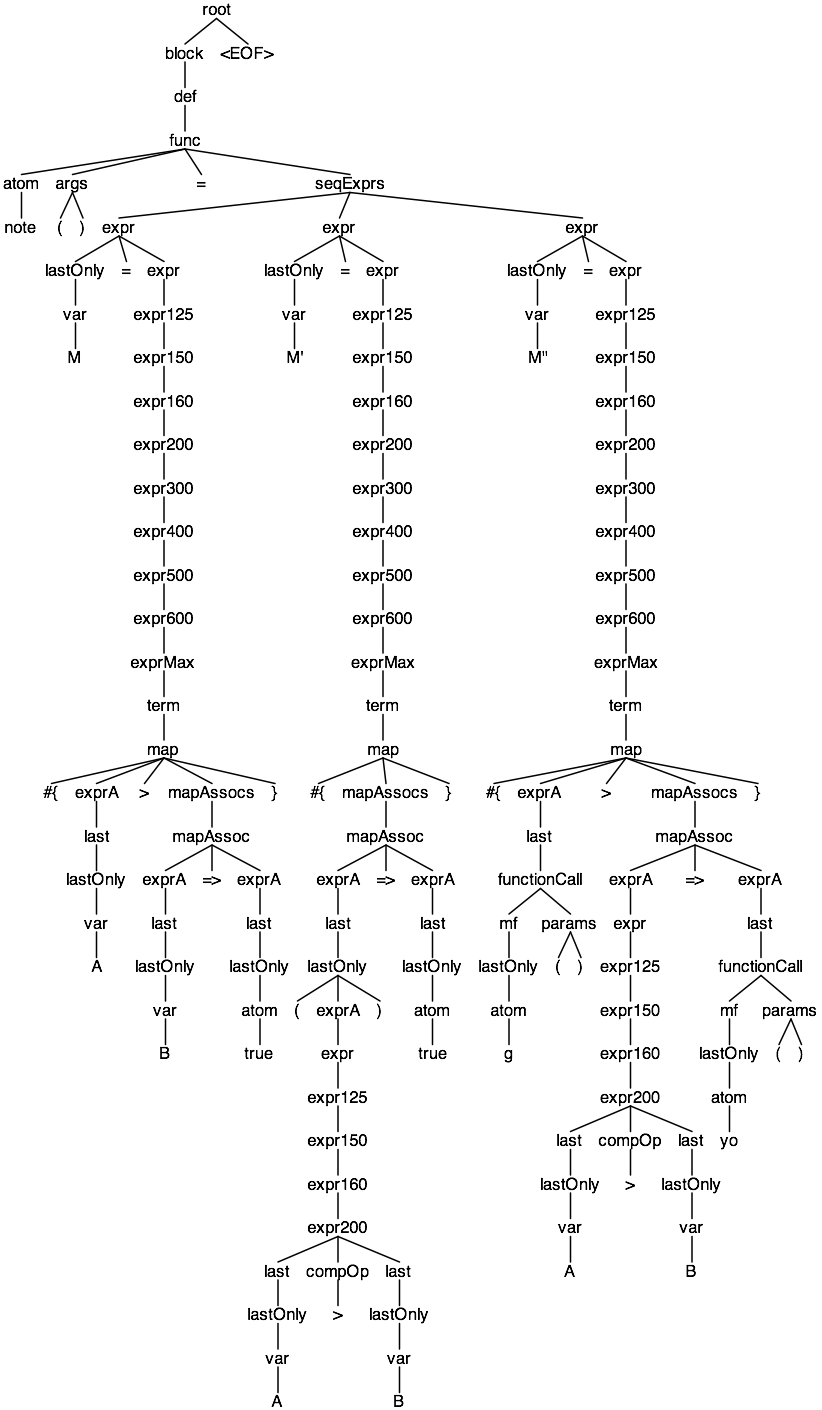 root
block <EOF>
def
func
atom args = seqExprs
note ( ) expr expr expr
lastOnly = expr lastOnly = expr lastOnly = expr
var expr125 var expr125 var expr125
M expr150 M' expr150 M" expr150
expr160 expr160 expr160
expr200 expr200 expr200
expr300 expr300 expr300
expr400 expr400 expr400
expr500 expr500 expr500
expr600 expr600 expr600
exprMax exprMax exprMax
term term term
map map map
#{ exprA > mapAssocs } #{ mapAssocs } #{ exprA > mapAssocs }
last mapAssoc mapAssoc last mapAssoc
lastOnly exprA => exprA exprA => exprA functionCall exprA => exprA
var last last last last mf params expr last
A lastOnly lastOnly lastOnly lastOnly lastOnly ( ) expr125 functionCall
var atom ( exprA ) atom atom expr150 mf params
B true expr true g expr160 lastOnly ( )
expr125 expr200 atom
expr150 last compOp last yo
expr160 lastOnly > lastOnly
expr200 var var
last compOp last A B
lastOnly > lastOnly
var var
A B